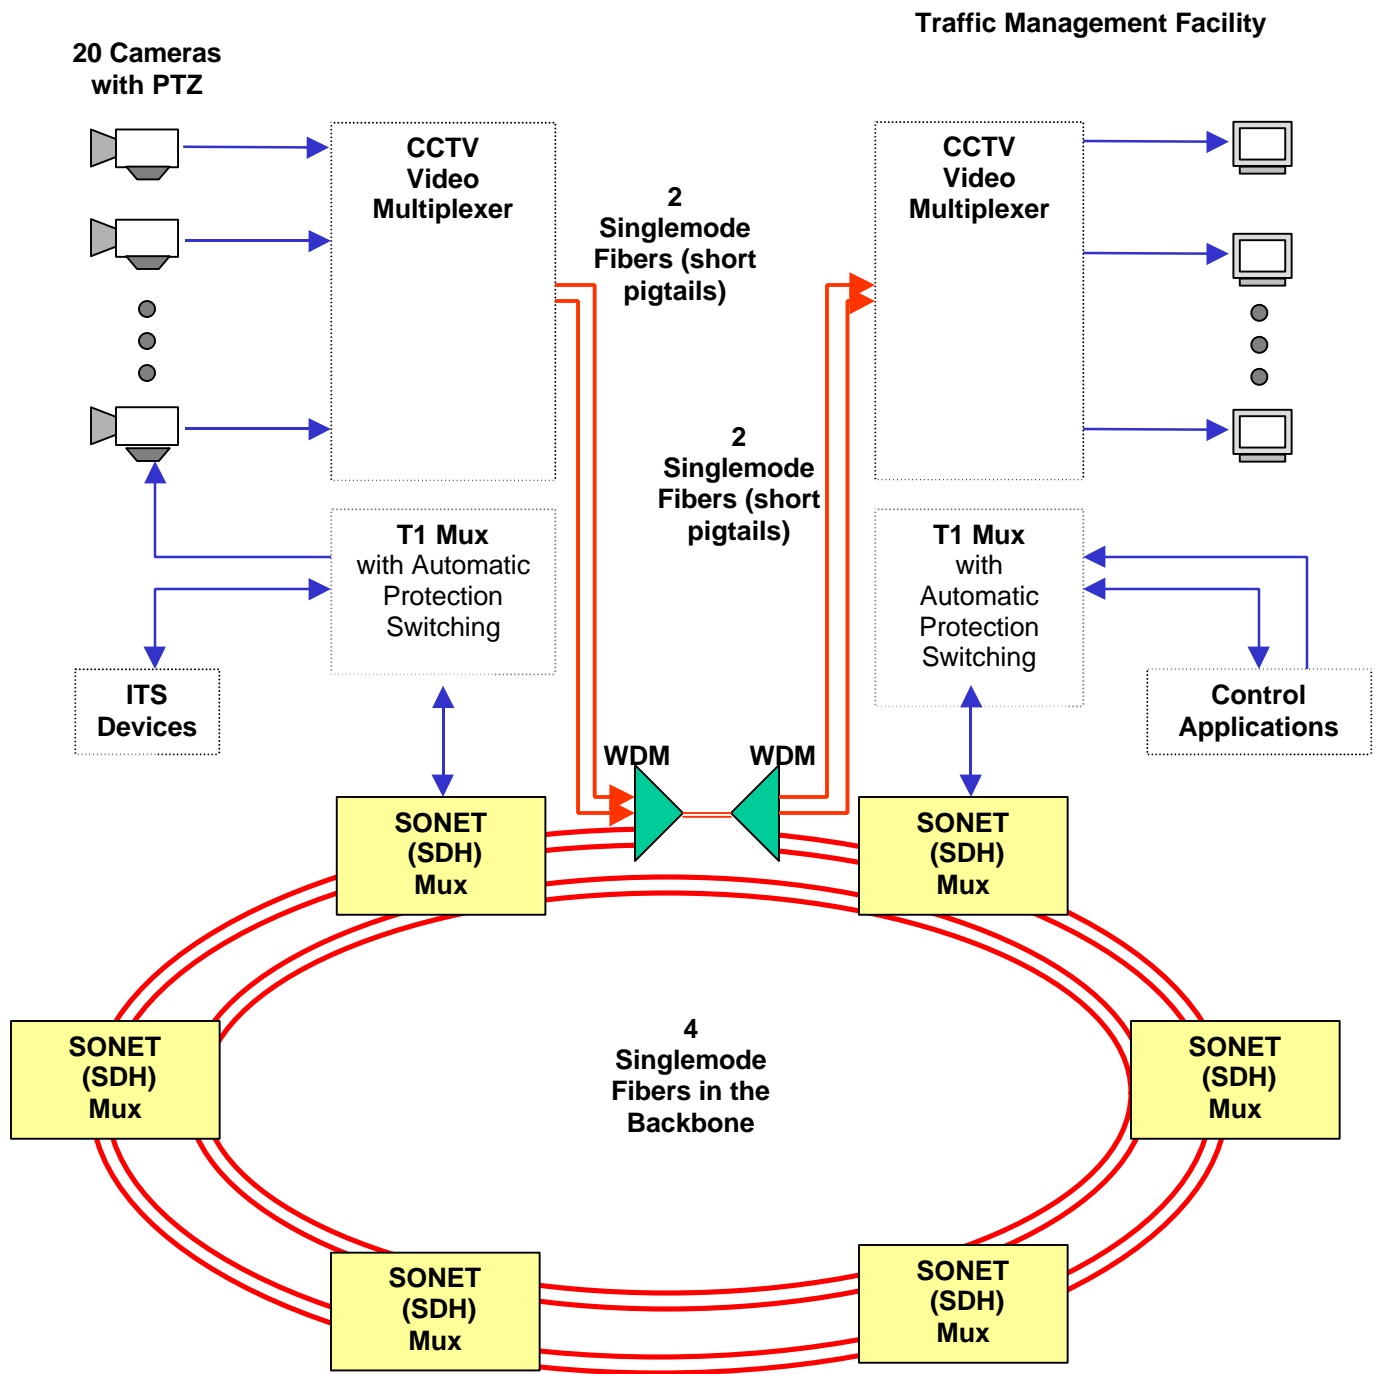 Traffic Management Facility
20 Cameras
with PTZ
CCTV
Video
Multiplexer
2
Singlemode
Fibers (short
pigtails)
CCTV
Video
Multiplexer
2
Singlemode
Fibers (short
pigtails)
T1 Mux
with Automatic
Protection
Switching
T1 Mux
with
Automatic
Protection
Switching
ITS
Devices
Control
Applications
WDM
WDM
SONET
(SDH)
Mux
SONET
(SDH)
Mux
SONET
(SDH)
Mux
4
Singlemode
Fibers in the
Backbone
SONET
(SDH)
Mux
SONET
(SDH)
Mux
SONET
(SDH)
Mux